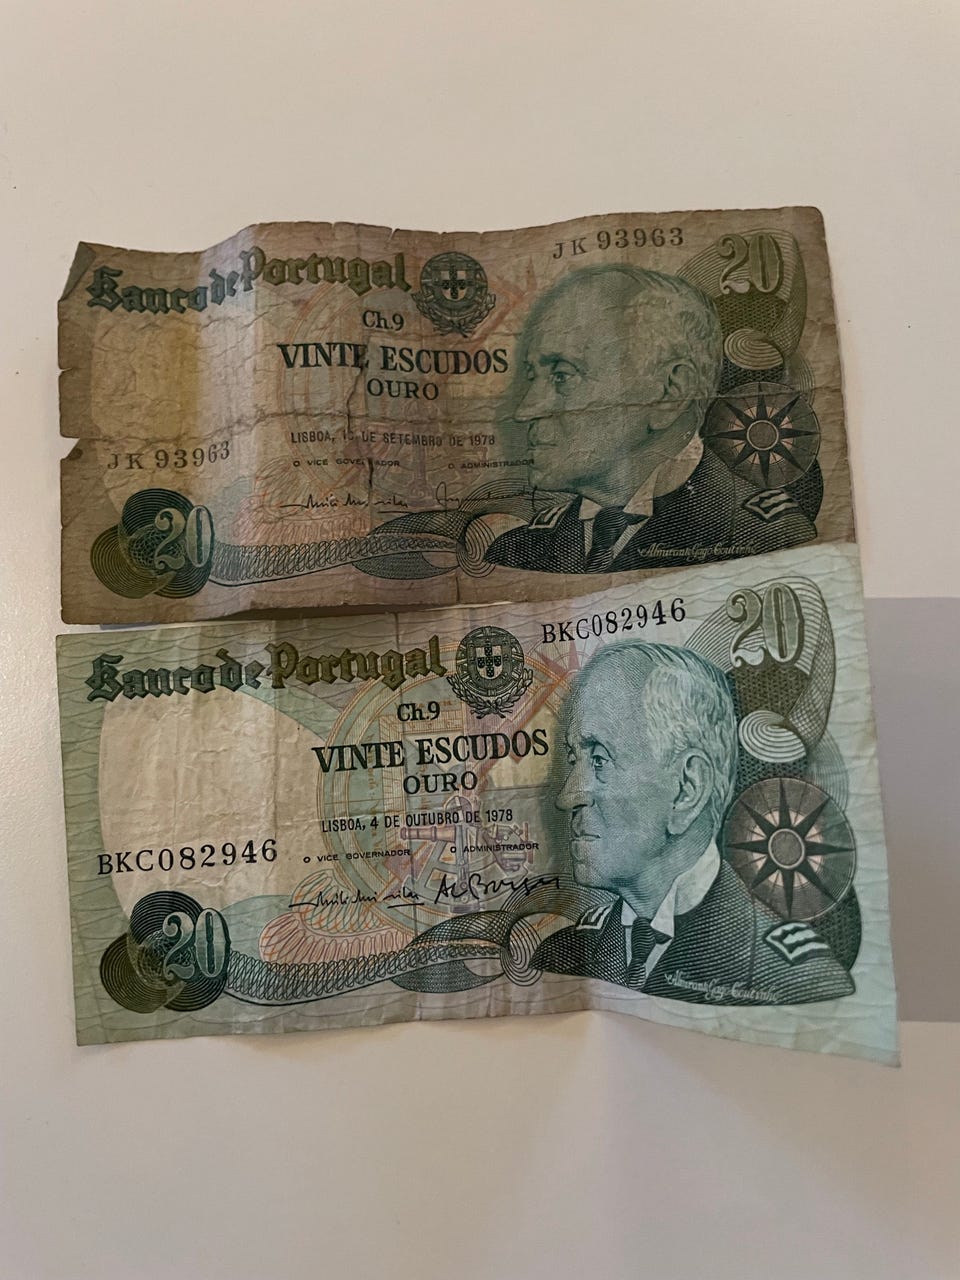 JK 93963
20
Banco de Portugal
Ch.9
VINTE ESCUDOS
OURO
LISBOA, DE SETEMBRO DE 1978
JK 93963
O VICE GOVERNADOR O ADMINISTRADOR
20
Almirante Gago Coutinho
BKC082946
20
Banco de Portugal
Ch.9
VINTE ESCUDOS
OURO
LISBOA, 4 DE OUTUBRO DE 1978
BKC082946
O VICE GOVERNADOR O ADMINISTRADOR
20
Almirante Gago Coutinho